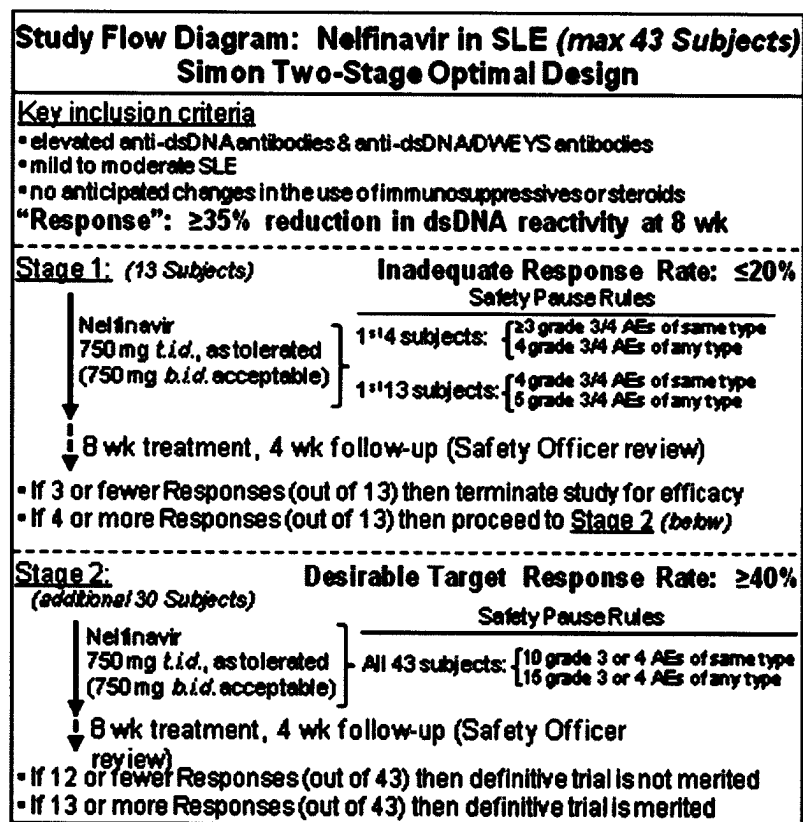 Study Flow Diagram: Nelfinavir in SLE (max 43 Subjects)
Simon Two-Stage Optimal Design
Key inclusion criteria
• elevated anti-dsDNA antibodies & anti-dsDNA/DWEYS antibodies
• mild to moderate SLE
• no anticipated changes in the use of immunosuppressives or steroids
"Response": ≥35% reduction in dsDNA reactivity at 8 wk
Stage 1: (13 Subjects) Inadequate Response Rate: ≤20%
Safety Pause Rules
Nelfinavir
750 mg t.i.d., as tolerated
(750 mg b.i.d. acceptable)
1st 4 subjects: ≥3 grade 3/4 AEs of same type
4 grade 3/4 AEs of any type
1st 13 subjects: 4 grade 3/4 AEs of same type
5 grade 3/4 AEs of any type
8 wk treatment, 4 wk follow-up (Safety Officer review)
• If 3 or fewer Responses (out of 13) then terminate study for efficacy
• If 4 or more Responses (out of 13) then proceed to Stage 2 (below)
Stage 2: Desirable Target Response Rate: ≥40%
(additional 30 Subjects)
Safety Pause Rules
Nelfinavir
750 mg t.i.d., as tolerated
(750 mg b.i.d. acceptable)
All 43 subjects: 10 grade 3 or 4 AEs of same type
15 grade 3 or 4 AEs of any type
8 wk treatment, 4 wk follow-up (Safety Officer
review)
• If 12 or fewer Responses (out of 43) then definitive trial is not merited
• If 13 or more Responses (out of 43) then definitive trial is merited